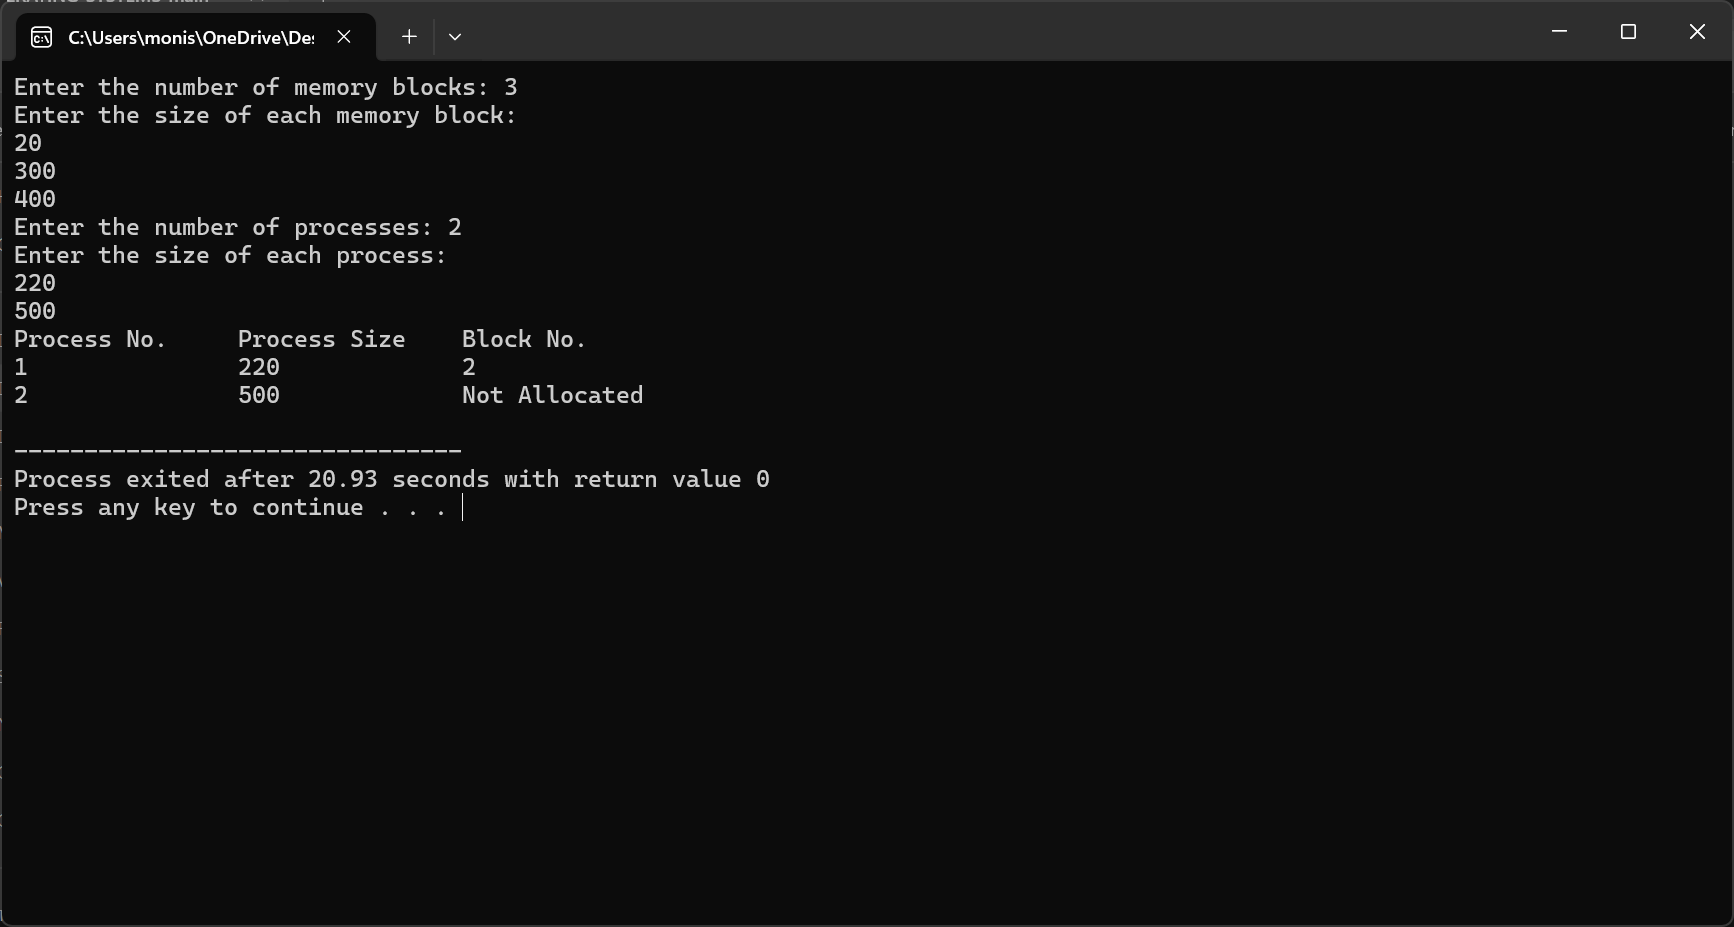 C:\Users\monis\OneDrive\Des
Enter the number of memory blocks: 3
Enter the size of each memory block:
20
300
400
Enter the number of processes: 2
Enter the size of each process:
220
500
Process No. Process Size Block No.
1 220 2
2 500 Not Allocated
--------------------------------
Process exited after 20.93 seconds with return value 0
Press any key to continue . . .